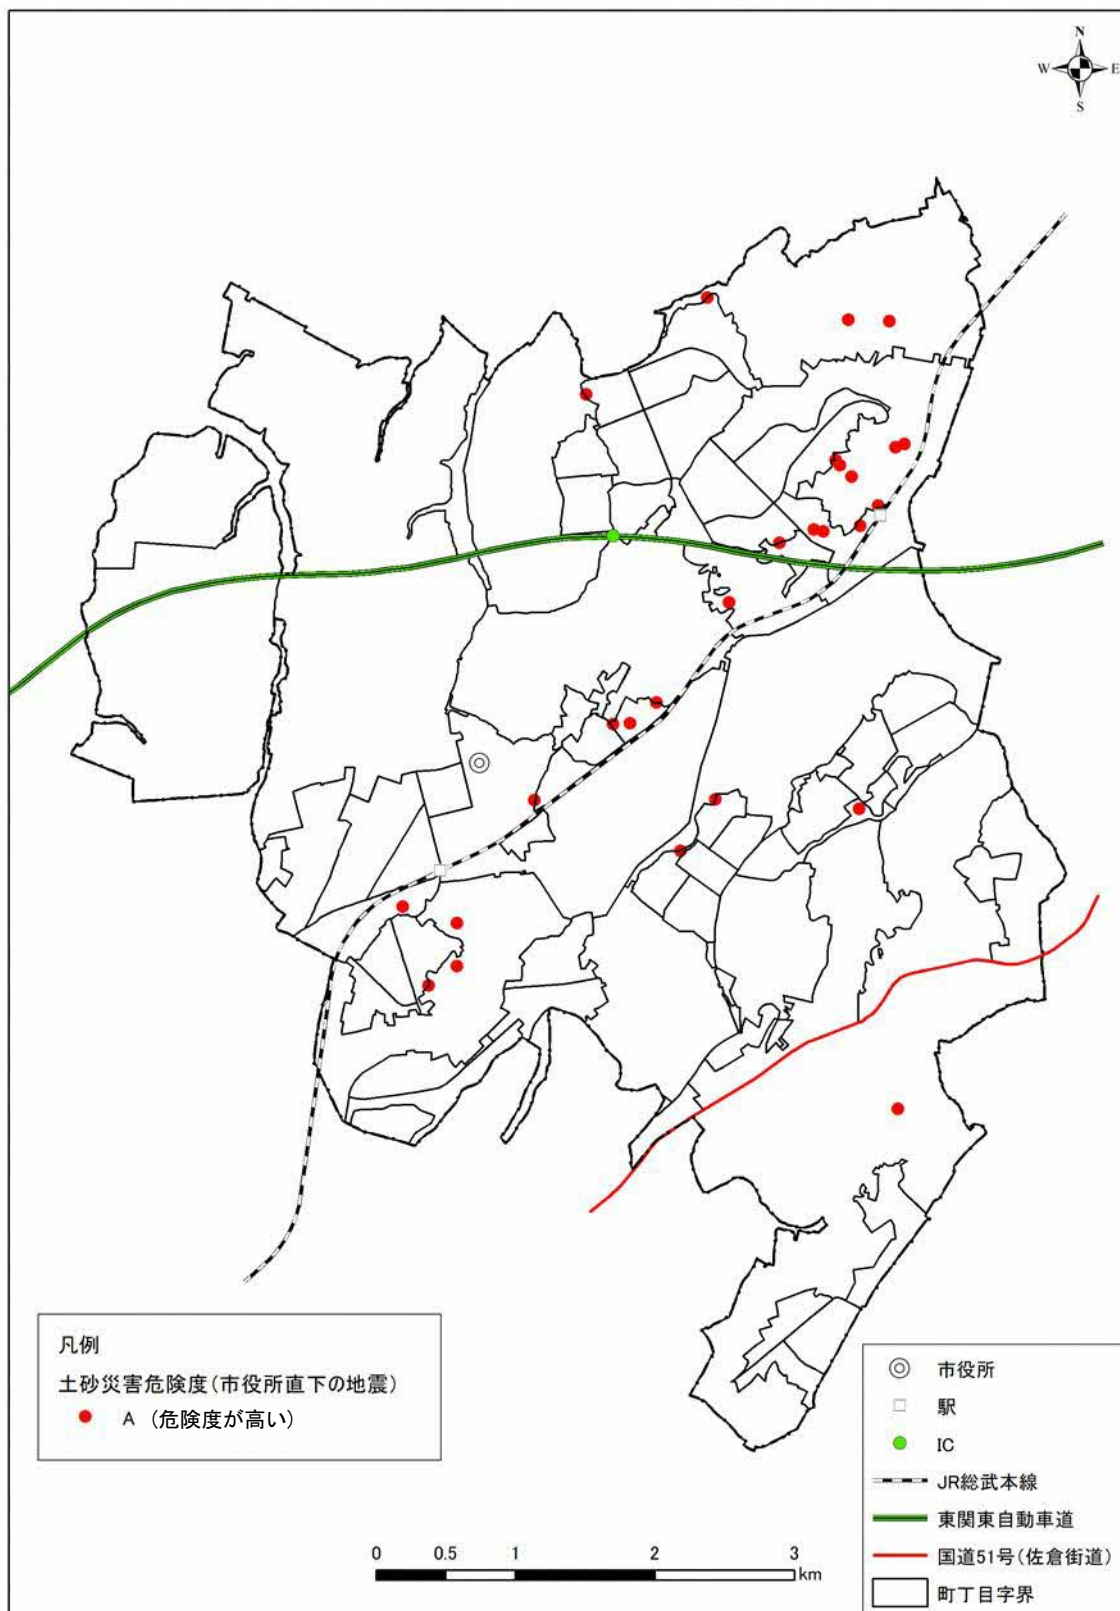 N
W E
S
凡例
土砂災害危険度(市役所直下の地震)
A (危険度が高い)
市役所
駅
IC
JR総武本線
東関東自動車道
国道51号(佐倉街道)
町丁目字界
0 0.5 1 2 3
km